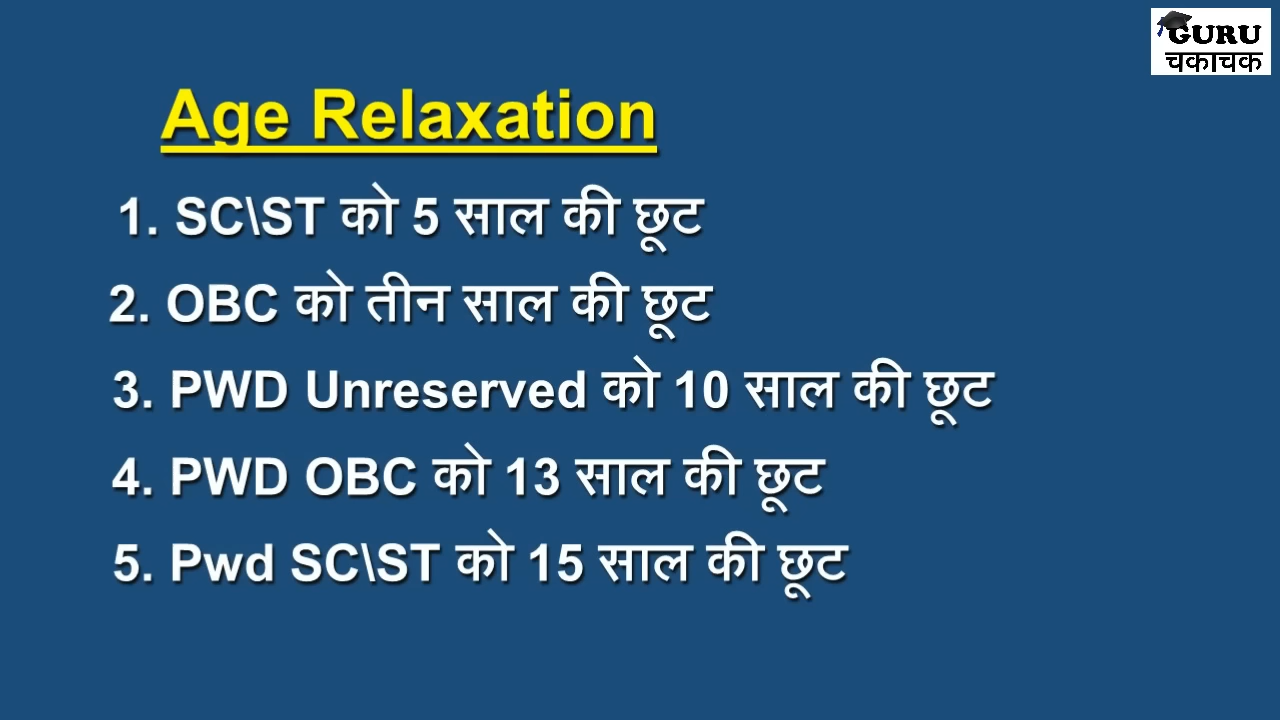 GURU
चकाचक
Age Relaxation
1. SC\ST को 5 साल की छूट
2. OBC को तीन साल की छूट
3. PWD Unreserved को 10 साल की छूट
4. PWD OBC को 13 साल की छूट
5. Pwd SC\ST को 15 साल की छूट